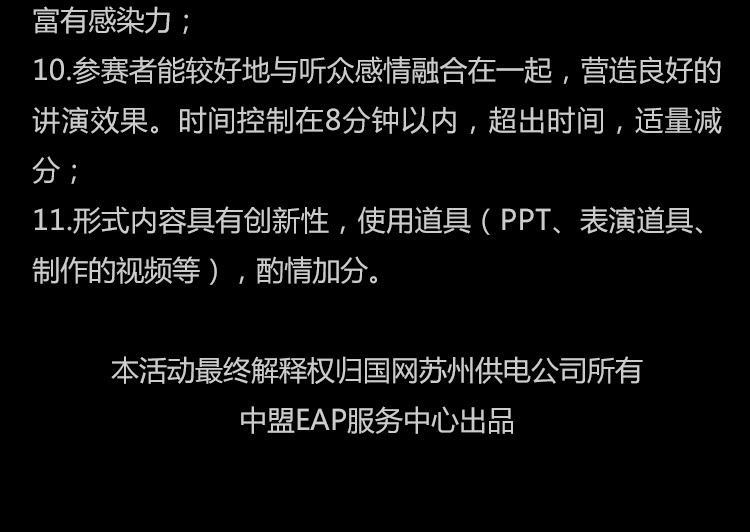 富有感染力；
10.参赛者能较好地与听众感情融合在一起，营造良好的
讲演效果。时间控制在8分钟以内，超出时间，适量减
分；
11.形式内容具有创新性，使用道具（PPT、表演道具、
制作的视频等），酌情加分。
本活动最终解释权归国网苏州供电公司所有
中盟EAP服务中心出品